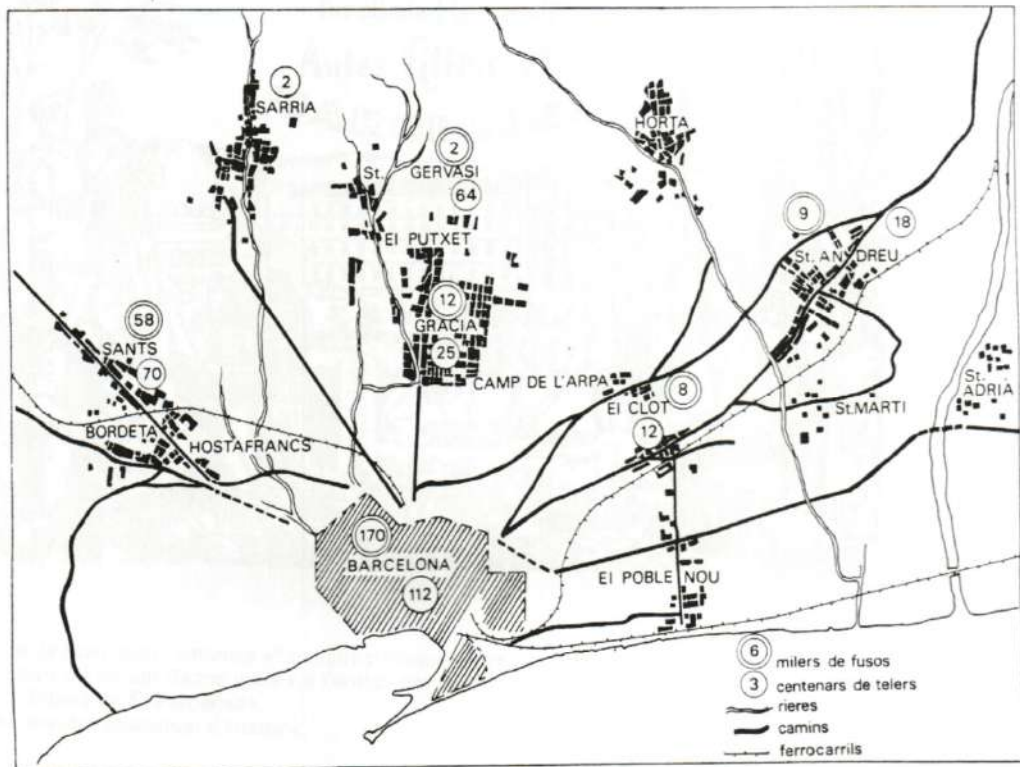 2
SARRIA
HORTA
2
St. GERVASI
64
9
18
El PUTXET
St. ANDREU
12
58
GRACIA
SANTS
25
70
CAMP DE L'ARPA
8
St. ADRIA
El CLOT
St. MARTI
12
BORDETA
HOSTAFRANCS
170
BARCELONA
112
El POBLE NOU
6 milers de fusos
3 centenars de telers
rieres
camins
ferrocarrils